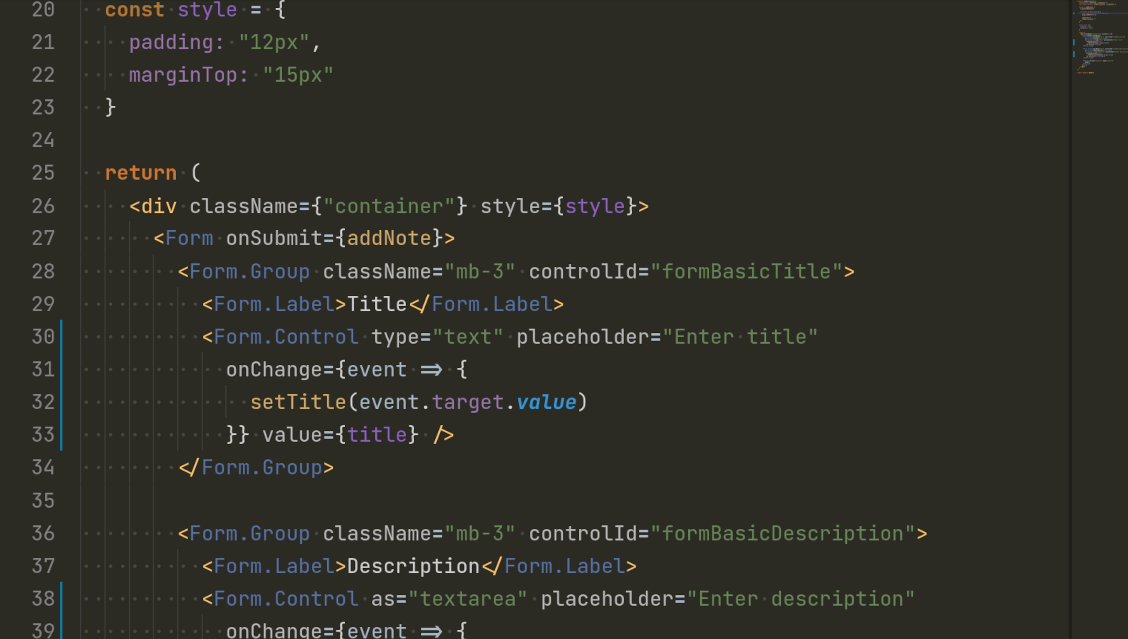 20 const style = {
21 padding: "12px",
22 marginTop: "15px"
23 }
24
25 return (
26 <div className={"container"} style={style}>
27 <Form onSubmit={addNote}>
28 <Form.Group className="mb-3" controlId="formBasicTitle">
29 <Form.Label>Title</Form.Label>
30 <Form.Control type="text" placeholder="Enter title"
31 onChange={event => {
32 setTitle(event.target.value)
33 }} value={title} />
34 </Form.Group>
35
36 <Form.Group className="mb-3" controlId="formBasicDescription">
37 <Form.Label>Description</Form.Label>
38 <Form.Control as="textarea" placeholder="Enter description"
39 onChange={event => {